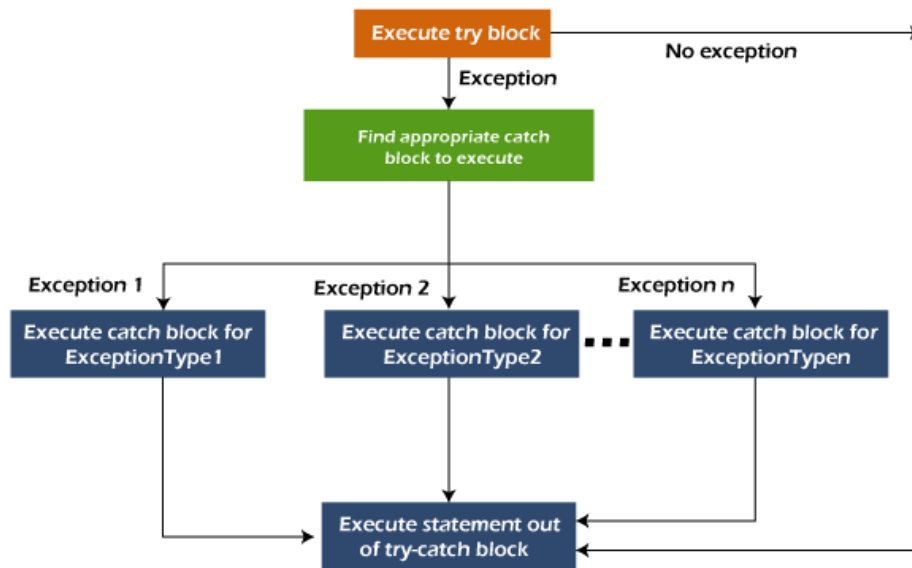 Execute try block
No exception
Exception
Find appropriate catch
block to execute
Exception 1
Exception 2
Exception n
Execute catch block for
ExceptionType1
Execute catch block for
ExceptionType2
Execute catch block for
ExceptionTypen
Execute statement out
of try-catch block